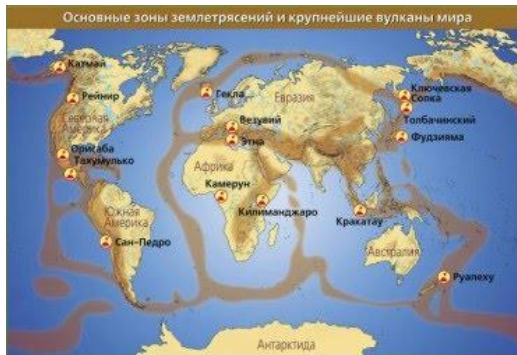 Основные зоны землетрясений и крупнейшие вулканы мира
Катмай
Рейнир
Северная
Америка
Орисаба
Тахумулько
Гекла
Евразия
Ключевская
Сопка
Толбачинский
Везувий
Этна
Фудзияма
Африка
Камерун
Килиманджаро
Кракатау
Южная
Америка
Сан-Педро
Австралия
Руапеху
Антарктида